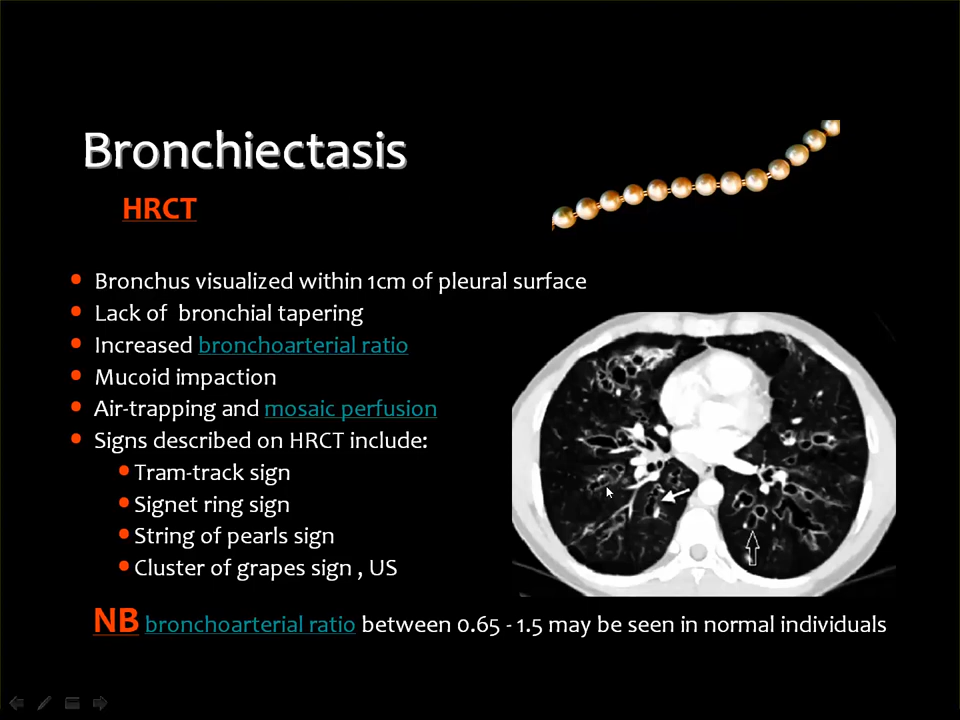 Bronchiectasis
HRCT
Bronchus visualized within 1cm of pleural surface
Lack of bronchial tapering
Increased bronchoarterial ratio
Mucoid impaction
Air-trapping and mosaic perfusion
Signs described on HRCT include:
Tram-track sign
Signet ring sign
String of pearls sign
Cluster of grapes sign , US
NB bronchoarterial ratio between 0.65 - 1.5 may be seen in normal individuals